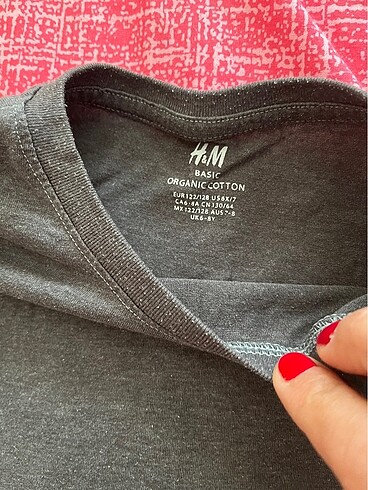 H&M
BASIC
ORGANIC COTTON
EUR 122/128 US 6X/7
CA 6-8A CN 130/64
MX 122/128 AUS 7-8
UK 6-8Y